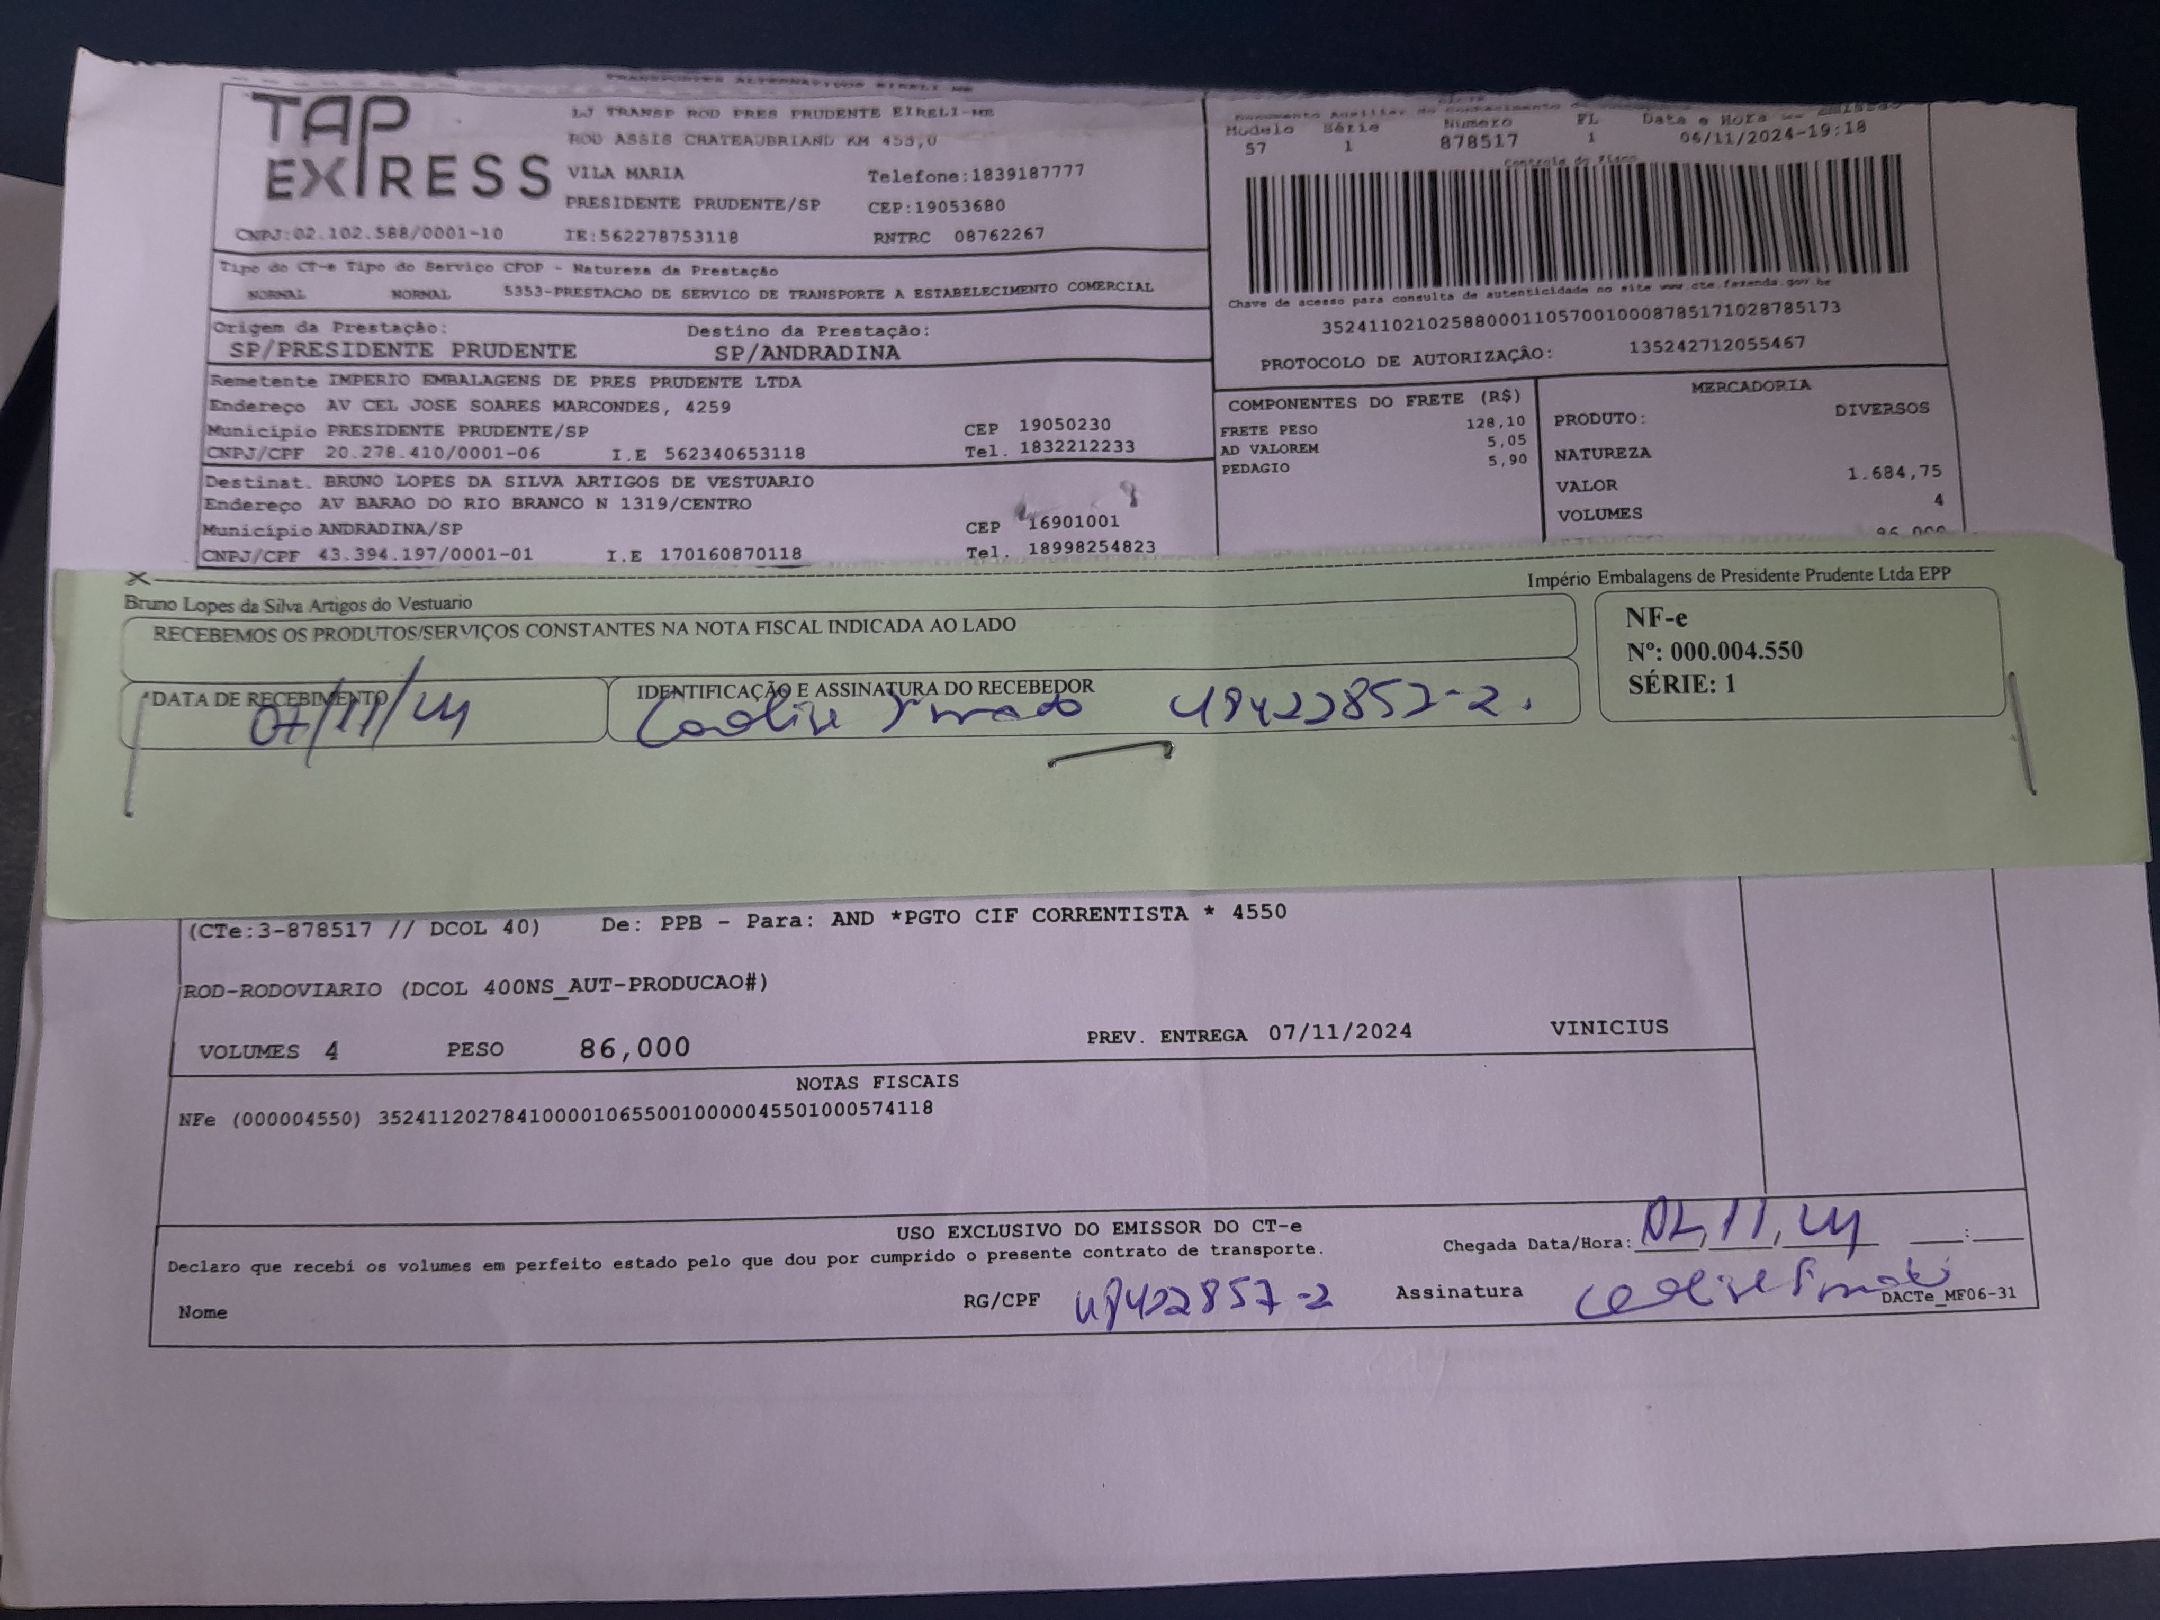 TRANSPORTES ALTERNATIVOS EIRELI ME
TAP EXPRESS
LJ TRANSP ROD PRES PRUDENTE EIRELI-ME
ROD ASSIS CHATEAUBRIAND KM 455,0
VILA MARIA Telefone:1839187777
PRESIDENTE PRUDENTE/SP CEP:19053680
CNPJ:02.102.588/0001-10 IE:562278753118 RNTRC 08762267
Modelo Série Número FL Data e Hora
57 1 878517 1 06/11/2024-19:18
Controle do Fisco
Chave de acesso para consulta de autenticidade no site www.cte.fazenda.gov.br
35241102102588000110570010008785171028785173
PROTOCOLO DE AUTORIZAÇÃO: 135242712055467
Tipo do CT-e Tipo do Serviço CFOP - Natureza da Prestação
NORMAL NORMAL 5353-PRESTACAO DE SERVICO DE TRANSPORTE A ESTABELECIMENTO COMERCIAL
Origem da Prestação: Destino da Prestação:
SP/PRESIDENTE PRUDENTE SP/ANDRADINA
Remetente IMPERIO EMBALAGENS DE PRES PRUDENTE LTDA
Endereço AV CEL JOSE SOARES MARCONDES, 4259
Município PRESIDENTE PRUDENTE/SP CEP 19050230
CNPJ/CPF 20.278.410/0001-06 I.E 562340653118 Tel. 1832212233
Destinat. BRUNO LOPES DA SILVA ARTIGOS DE VESTUARIO
Endereço AV BARAO DO RIO BRANCO N 1319/CENTRO
Município ANDRADINA/SP CEP 16901001
CNPJ/CPF 43.394.197/0001-01 I.E 170160870118 Tel. 18998254823
COMPONENTES DO FRETE (R$)
FRETE PESO 128,10
AD VALOREM 5,05
PEDAGIO 5,90
MERCADORIA
PRODUTO: DIVERSOS
NATUREZA
VALOR 1.684,75
VOLUMES 4
Império Embalagens de Presidente Prudente Ltda EPP
Bruno Lopes da Silva Artigos do Vestuario
RECEBEMOS OS PRODUTOS/SERVIÇOS CONSTANTES NA NOTA FISCAL INDICADA AO LADO
NF-e
Nº: 000.004.550
SÉRIE: 1
DATA DE RECEBIMENTO IDENTIFICAÇÃO E ASSINATURA DO RECEBEDOR
07/11/24 48422857-2
(CTe:3-878517 // DCOL 40) De: PPB - Para: AND *PGTO CIF CORRENTISTA * 4550
ROD-RODOVIARIO (DCOL 400NS_AUT-PRODUCAO#)
VOLUMES 4 PESO 86,000 PREV. ENTREGA 07/11/2024 VINICIUS
NOTAS FISCAIS
NFe (000004550) 35241120278410000106550010000045501000574118
USO EXCLUSIVO DO EMISSOR DO CT-e
Declaro que recebi os volumes em perfeito estado pelo que dou por cumprido o presente contrato de transporte.
Chegada Data/Hora: 07,11,24 :
Nome RG/CPF 48422857-2 Assinatura
DACTe_MF06-31